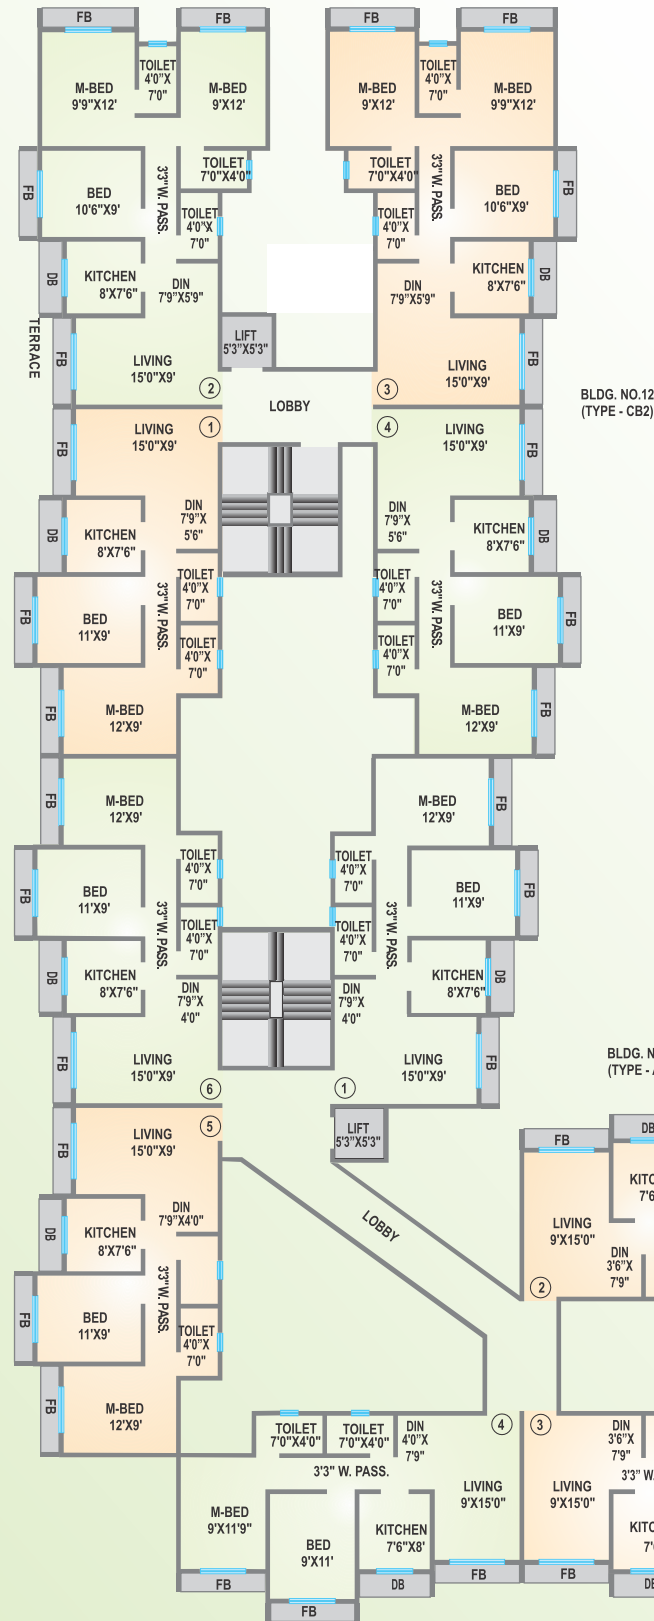 FB
FB
FB
FB
TOILET
4'0"X
7'0"
TOILET
4'0"X
7'0"
M-BED
9'9"X12'
M-BED
9'X12'
M-BED
9'X12'
M-BED
9'9"X12'
TOILET
7'0"X4'0"
TOILET
7'0"X4'0"
FB
BED
10'6"X9'
3'3"W. PASS.
3'3"W. PASS.
BED
10'6"X9'
FB
TOILET
4'0"X
7'0"
TOILET
4'0"X
7'0"
DB
KITCHEN
8'X7'6"
DIN
7'9"X5'9"
DIN
7'9"X5'9"
KITCHEN
8'X7'6"
DB
TERRACE
FB
LIVING
15'0"X9'
LIFT
5'3"X5'3"
LIVING
15'0"X9'
FB
2
3
LOBBY
BLDG. NO.12
(TYPE - CB2)
1
4
FB
LIVING
15'0"X9'
LIVING
15'0"X9'
FB
DIN
7'9"X
5'6"
DIN
7'9"X
5'6"
DB
KITCHEN
8'X7'6"
KITCHEN
8'X7'6"
DB
TOILET
4'0"X
7'0"
TOILET
4'0"X
7'0"
FB
BED
11'X9'
3'3"W. PASS.
3'3"W. PASS.
BED
11'X9'
FB
TOILET
4'0"X
7'0"
TOILET
4'0"X
7'0"
FB
M-BED
12'X9'
M-BED
12'X9'
FB
FB
M-BED
12'X9'
M-BED
12'X9'
FB
TOILET
4'0"X
7'0"
TOILET
4'0"X
7'0"
FB
BED
11'X9'
3'3"W. PASS.
3'3"W. PASS.
BED
11'X9'
FB
TOILET
4'0"X
7'0"
TOILET
4'0"X
7'0"
DB
KITCHEN
8'X7'6"
KITCHEN
8'X7'6"
DB
DIN
7'9"X
4'0"
DIN
7'9"X
4'0"
FB
LIVING
15'0"X9'
LIVING
15'0"X9'
FB
BLDG. N
(TYPE -
6
1
5
FB
LIVING
15'0"X9'
LIFT
5'3"X5'3"
FB
DB
DIN
7'9"X4'0"
DB
KITCHEN
8'X7'6"
LOBBY
LIVING
9'X15'0"
KITC
7'6
DIN
3'6"X
7'9"
2
FB
BED
11'X9'
3'3"W. PASS.
TOILET
4'0"X
7'0"
FB
M-BED
12'X9'
4
3
TOILET
7'0"X4'0"
TOILET
7'0"X4'0"
DIN
4'0"X
7'9"
DIN
3'6"X
7'9"
3'3" W. PASS.
3'3" W.
M-BED
9'X11'9"
BED
9'X11'
KITCHEN
7'6"X8'
LIVING
9'X15'0"
LIVING
9'X15'0"
KITC
7'
FB
FB
DB
FB
FB
DB